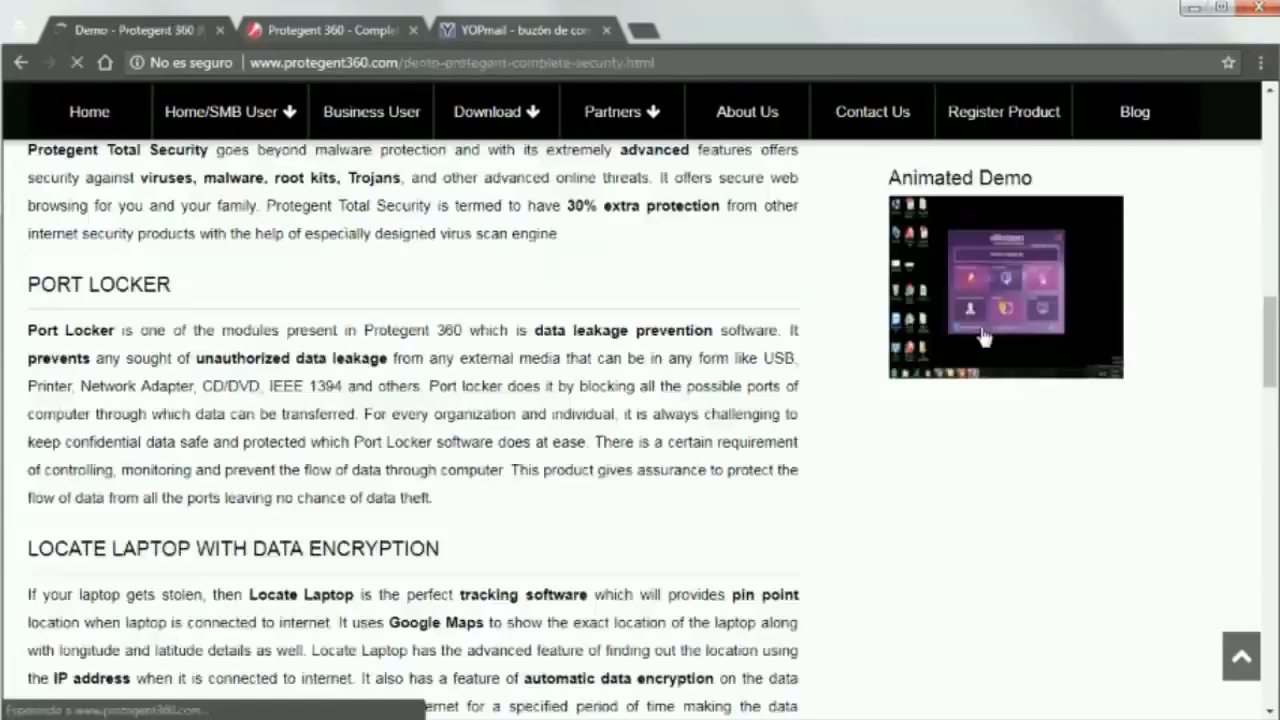 Demo - Protegent 360
Protegent 360 - Comple
YOPmail - buzón de con
No es seguro
www.protegent360.com/demo-protegent-complete-security.html
Home
Home/SMB User
Business User
Download
Partners
About Us
Contact Us
Register Product
Blog
Protegent Total Security goes beyond malware protection and with its extremely advanced features offers
security against viruses, malware, root kits, Trojans, and other advanced online threats. It offers secure web
browsing for you and your family. Protegent Total Security is termed to have 30% extra protection from other
internet security products with the help of especially designed virus scan engine
Animated Demo
PORT LOCKER
Port Locker is one of the modules present in Protegent 360 which is data leakage prevention software. It
prevents any sought of unauthorized data leakage from any external media that can be in any form like USB,
Printer, Network Adapter, CD/DVD, IEEE 1394 and others. Port locker does it by blocking all the possible ports of
computer through which data can be transferred. For every organization and individual, it is always challenging to
keep confidential data safe and protected which Port Locker software does at ease. There is a certain requirement
of controlling, monitoring and prevent the flow of data through computer. This product gives assurance to protect the
flow of data from all the ports leaving no chance of data theft.
LOCATE LAPTOP WITH DATA ENCRYPTION
If your laptop gets stolen, then Locate Laptop is the perfect tracking software which will provides pin point
location when laptop is connected to internet. It uses Google Maps to show the exact location of the laptop along
with longitude and latitude details as well. Locate Laptop has the advanced feature of finding out the location using
the IP address when it is connected to internet. It also has a feature of automatic data encryption on the data
ernet for a specified period of time making the data
Esperando a www.protegent360.com...